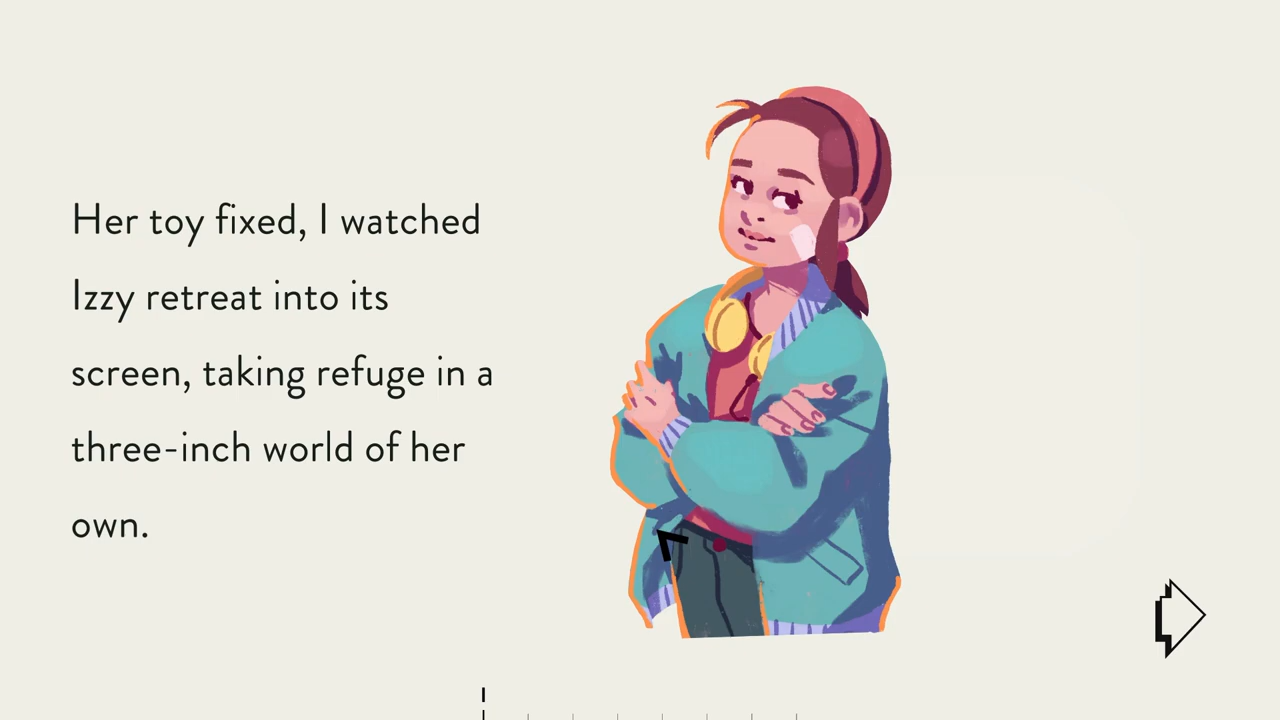 Her toy fixed, I watched
Izzy retreat into its
screen, taking refuge in a
three-inch world of her
own.